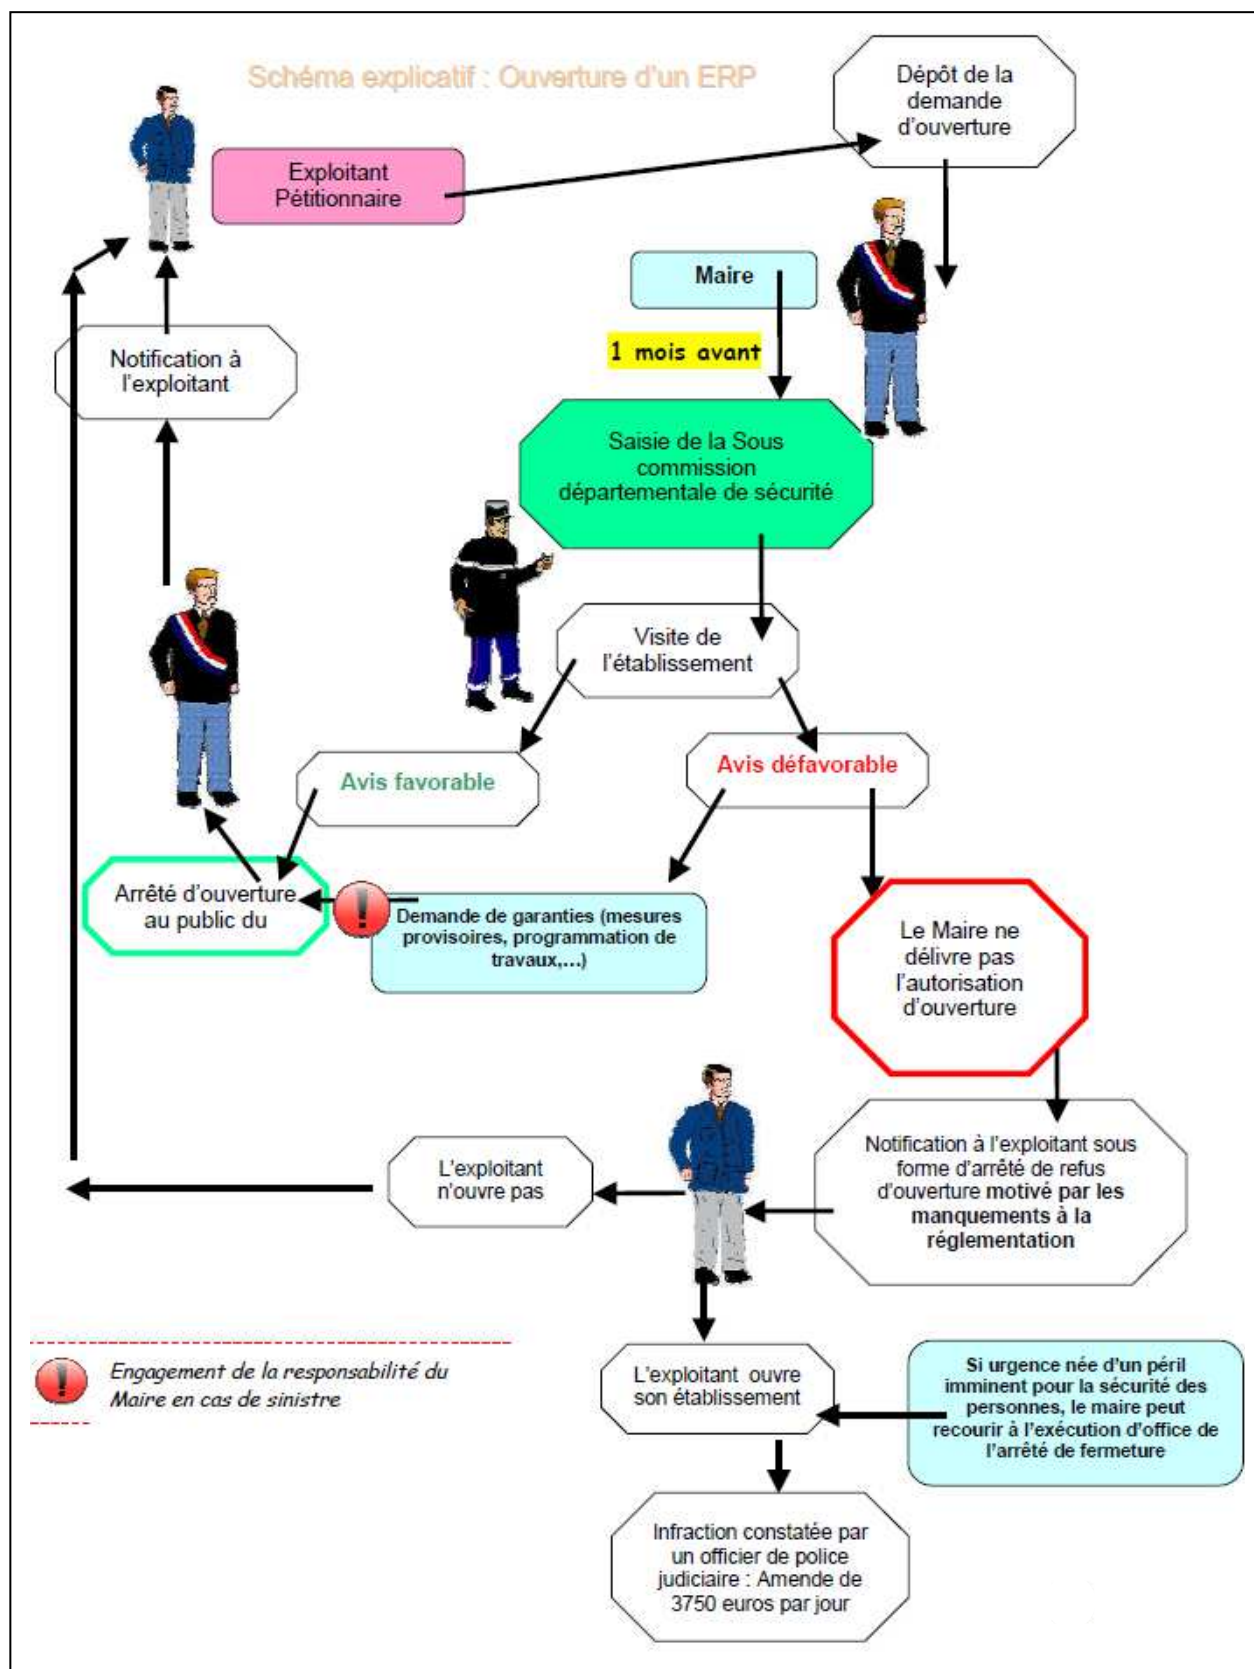 Schéma explicatif : Ouverture d'un ERP
Dépôt de la
demande
d'ouverture
Exploitant
Pétitionnaire
Maire
1 mois avant
Notification à
l'exploitant
Saisie de la Sous
commission
départementale de sécurité
Visite de
l'établissement
Avis favorable
Avis défavorable
Arrêté d'ouverture
au public du
!
Demande de garanties (mesures
provisoires, programmation de
travaux,...)
Le Maire ne
délivre pas
l'autorisation
d'ouverture
Notification à l'exploitant sous
forme d'arrêté de refus
d'ouverture motivé par les
manquements à la
réglementation
L'exploitant
n'ouvre pas
!
Engagement de la responsabilité du
Maire en cas de sinistre
L'exploitant ouvre
son établissement
Si urgence née d'un péril
imminent pour la sécurité des
personnes, le maire peut
recourir à l'exécution d'office de
l'arrêté de fermeture
Infraction constatée par
un officier de police
judiciaire : Amende de
3750 euros par jour